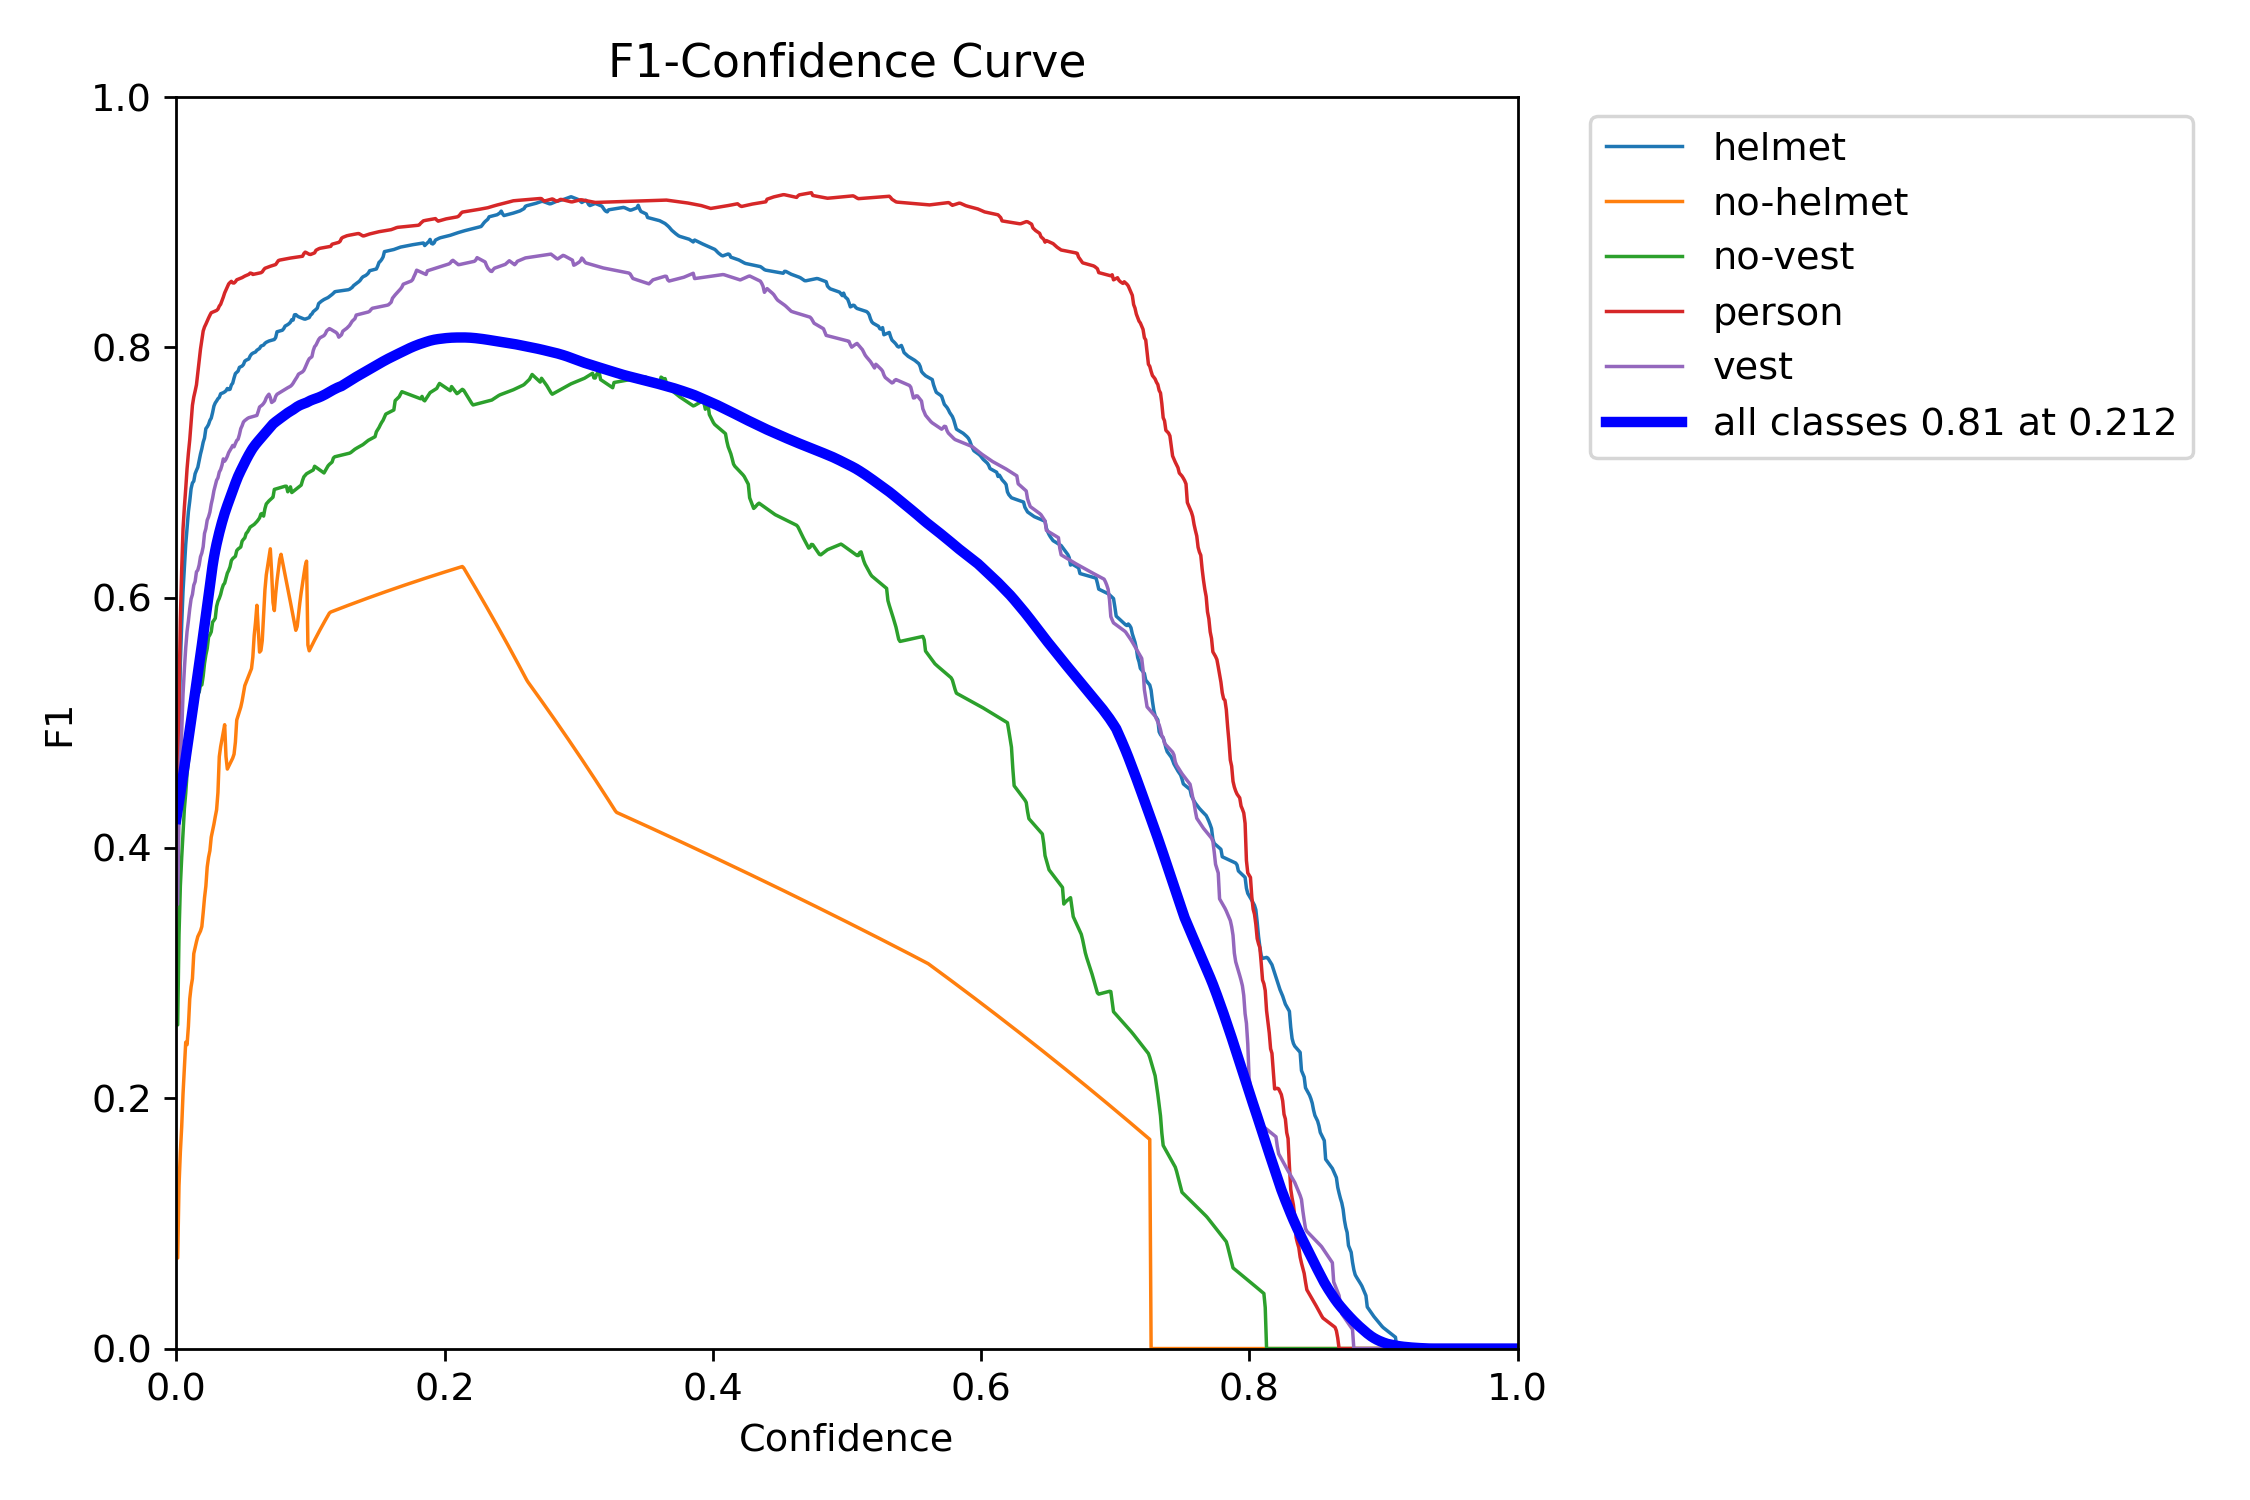 F1-Confidence Curve
1.0
0.8
0.6
0.4
0.2
0.0
F1
0.0 0.2 0.4 0.6 0.8 1.0
Confidence
helmet
no-helmet
no-vest
person
vest
all classes 0.81 at 0.212